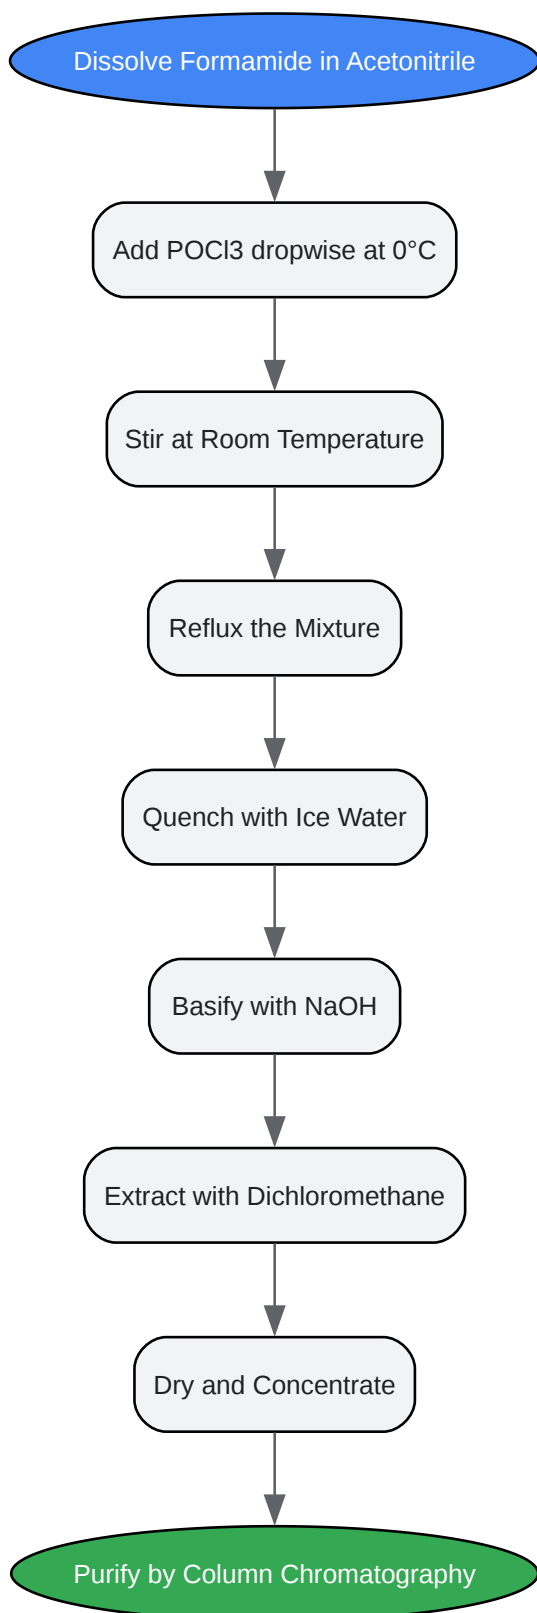 Dissolve Formamide in Acetonitrile
Add POCl3 dropwise at 0°C
Stir at Room Temperature
Reflux the Mixture
Quench with Ice Water
Basify with NaOH
Extract with Dichloromethane
Dry and Concentrate
Purify by Column Chromatography